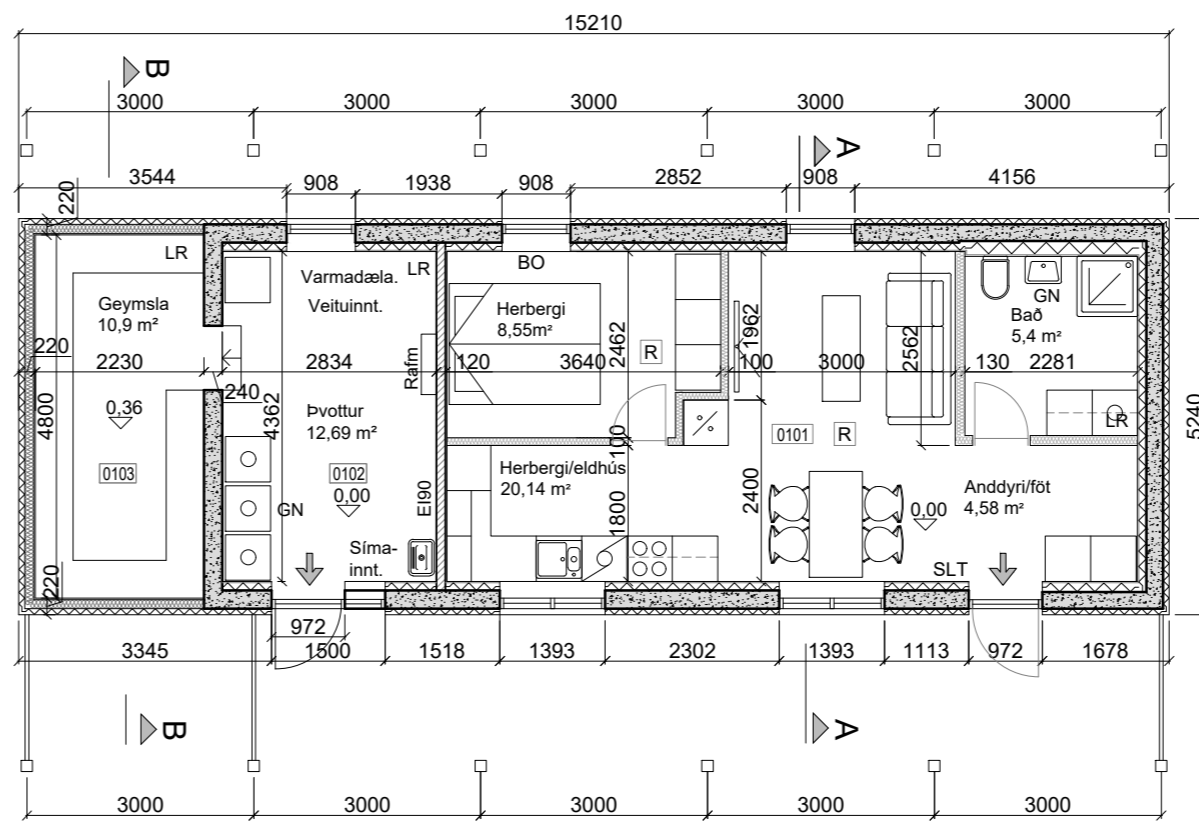 15210
B
3000
3000
3000
3000
3000
A
3544
908
1938
908
2852
908
4156
220
LR
Varmadæla.
Veituinnt.
LR
BO
Geymsla
10,9 m²
Herbergi
8,55m²
GN
Bað
5,4 m²
220
2230
2834
Rafm
120
3640
2462
R
1962
100
3000
2562
130
2281
240
4800
4362
5240
0,36
Þvottur
12,69 m²
LR
0103
0102
0,00
100
0101
R
Herbergi/eldhús
20,14 m²
1800
2400
Anddyri/föt
4,58 m²
0,00
GN
EI90
Síma-
innt.
SLT
220
972
3345
1500
1518
1393
2302
1393
1113
972
1678
B
A
3000
3000
3000
3000
3000